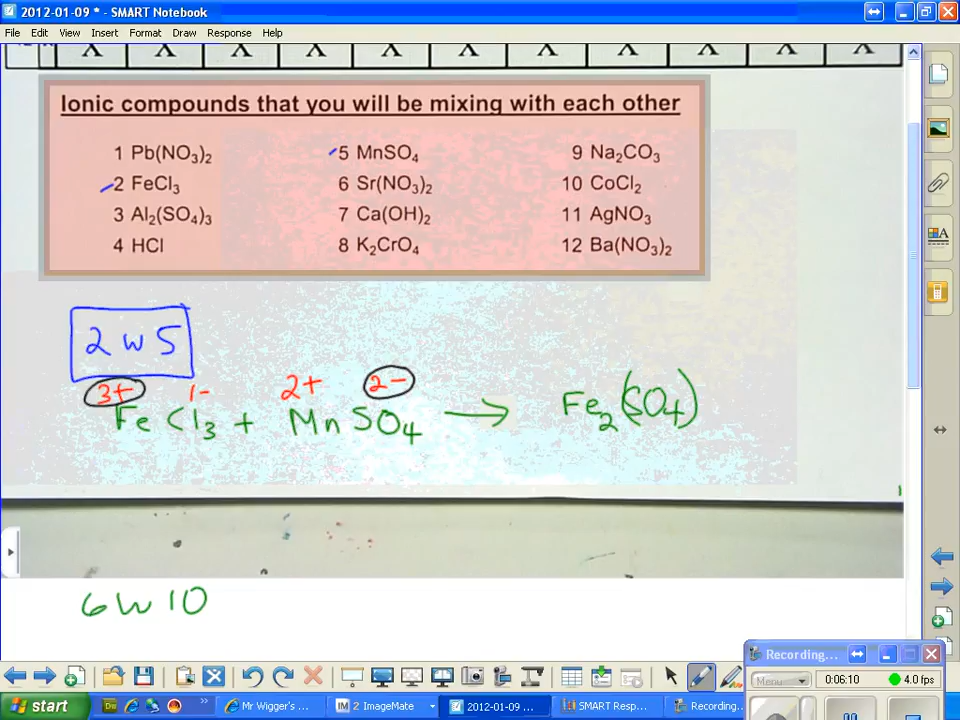 2012-01-09 * - SMART Notebook
File Edit View Insert Format Draw Response Help
X X X X X X X X X X X
Ionic compounds that you will be mixing with each other
1 Pb(NO₃)₂ 5 MnSO₄ 9 Na₂CO₃
2 FeCl₃ 6 Sr(NO₃)₂ 10 CoCl₂
3 Al₂(SO₄)₃ 7 Ca(OH)₂ 11 AgNO₃
4 HCl 8 K₂CrO₄ 12 Ba(NO₃)₂
2 w 5
3+ 1- 2+ 2-
FeCl₃ + MnSO₄ → Fe₂(SO₄)
6 w 10
Recording...
Menu 0:06:10 4.0 fps
start Mr Wigger's... 2 ImageMate 2012-01-09 ... SMART Resp... Recording...